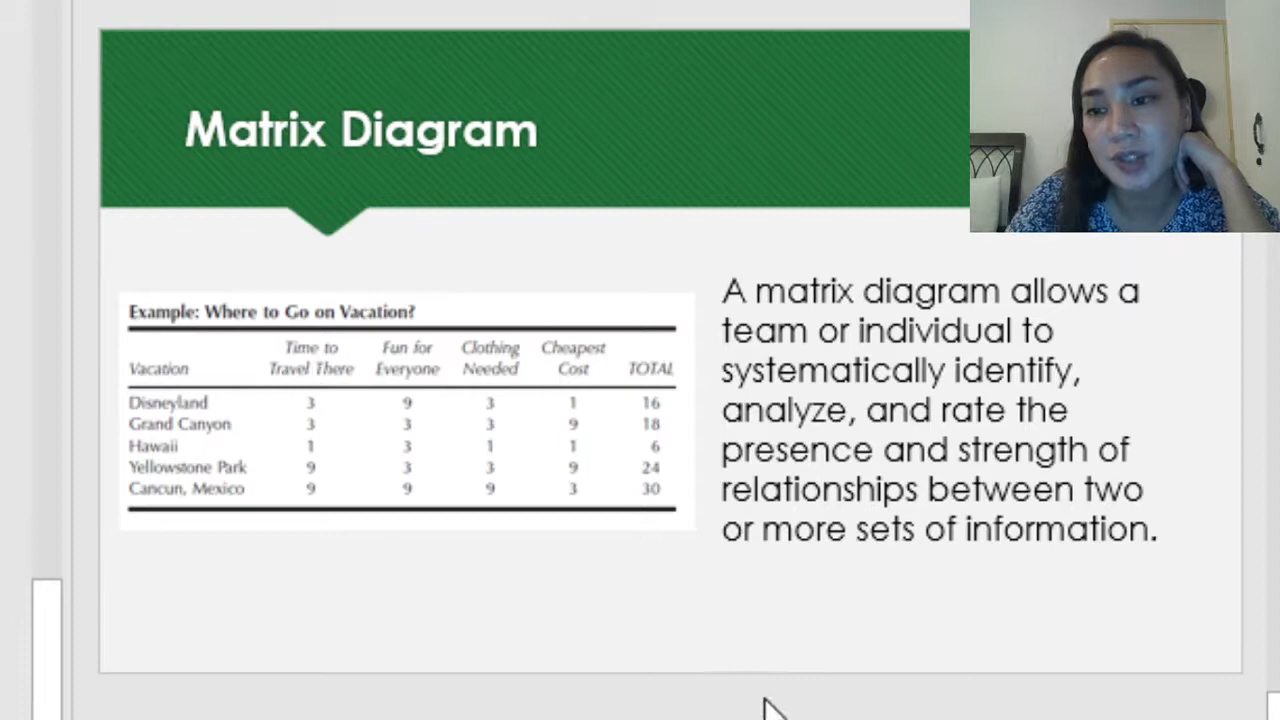 Matrix Diagram
Example: Where to Go on Vacation?
Time to Fun for Clothing Cheapest
Vacation Travel There Everyone Needed Cost TOTAL
Disneyland 3 9 3 1 16
Grand Canyon 3 3 3 9 18
Hawaii 1 3 1 1 6
Yellowstone Park 9 3 3 9 24
Cancun, Mexico 9 9 9 3 30
A matrix diagram allows a
team or individual to
systematically identify,
analyze, and rate the
presence and strength of
relationships between two
or more sets of information.